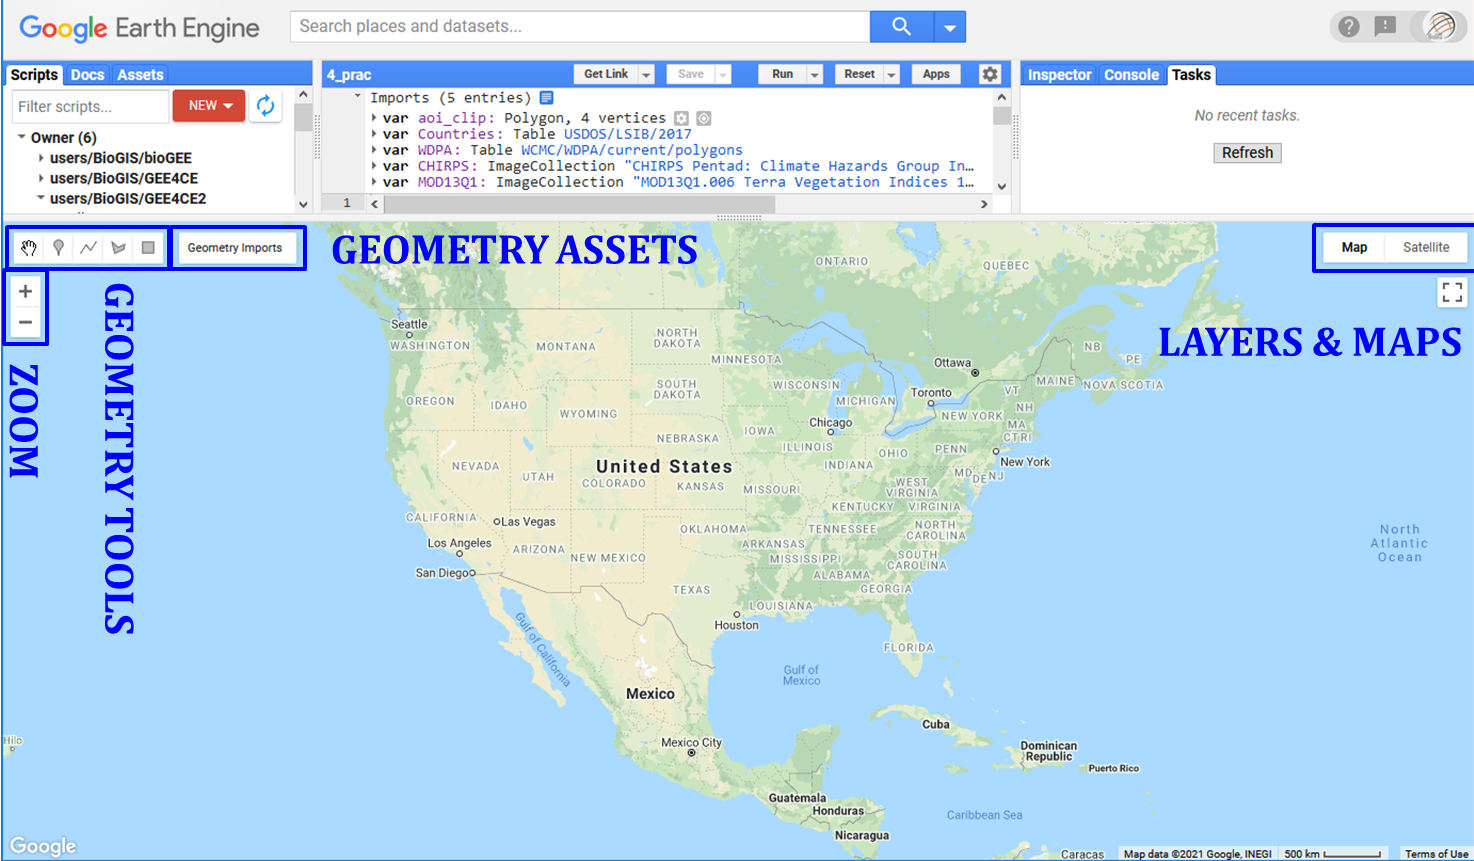 Google Earth Engine
Search places and datasets...
Scripts Docs Assets
Filter scripts...
NEW
Owner (6)
users/BioGIS/bioGEE
users/BioGIS/GEE4CE
users/BioGIS/GEE4CE2
4_prac
Get Link
Save
Run
Reset
Apps
Imports (5 entries)
var aoi_clip: Polygon, 4 vertices
var Countries: Table USDOS/LSIB/2017
var WDPA: Table WCMC/WDPA/current/polygons
var CHIRPS: ImageCollection "CHIRPS Pentad: Climate Hazards Group In…
var MOD13Q1: ImageCollection "MOD13Q1.006 Terra Vegetation Indices 1…
1
Inspector Console Tasks
No recent tasks.
Refresh
Geometry Imports
GEOMETRY ASSETS
Map Satellite
LAYERS & MAPS
ZOOM
GEOMETRY TOOLS
ONTARIO
QUEBEC
Seattle
WASHINGTON
MONTANA
NORTH
DAKOTA
MINNESOTA
Ottawa
NB
PE
MAINE
NOVA SCOTIA
OREGON
IDAHO
WYOMING
SOUTH
DAKOTA
WISCONSIN
MICHIGAN
Toronto
VT
NH
NEW YORK
MA
CT RI
Chicago
IOWA
NEBRASKA
ILLINOIS
INDIANA
OHIO
PENN
New York
NEVADA
UTAH
United States
COLORADO
KANSAS
MISSOURI
WEST
VIRGINIA
MD
DE
NJ
KENTUCKY
VIRGINIA
CALIFORNIA
Las Vegas
OKLAHOMA
TENNESSEE
NORTH
CAROLINA
Los Angeles
ARIZONA
NEW MEXICO
ARKANSAS
MISSISSIPPI
SOUTH
CAROLINA
San Diego
TEXAS
ALABAMA
GEORGIA
LOUISIANA
Houston
Gulf of California
FLORIDA
Gulf of
Mexico
North
Atlantic
Ocean
Mexico
Mexico City
Cuba
Dominican
Republic
Puerto Rico
Hilo
Guatemala
Honduras
Nicaragua
Caribbean Sea
Caracas
Google
Map data ©2021 Google, INEGI
500 km
Terms of Use